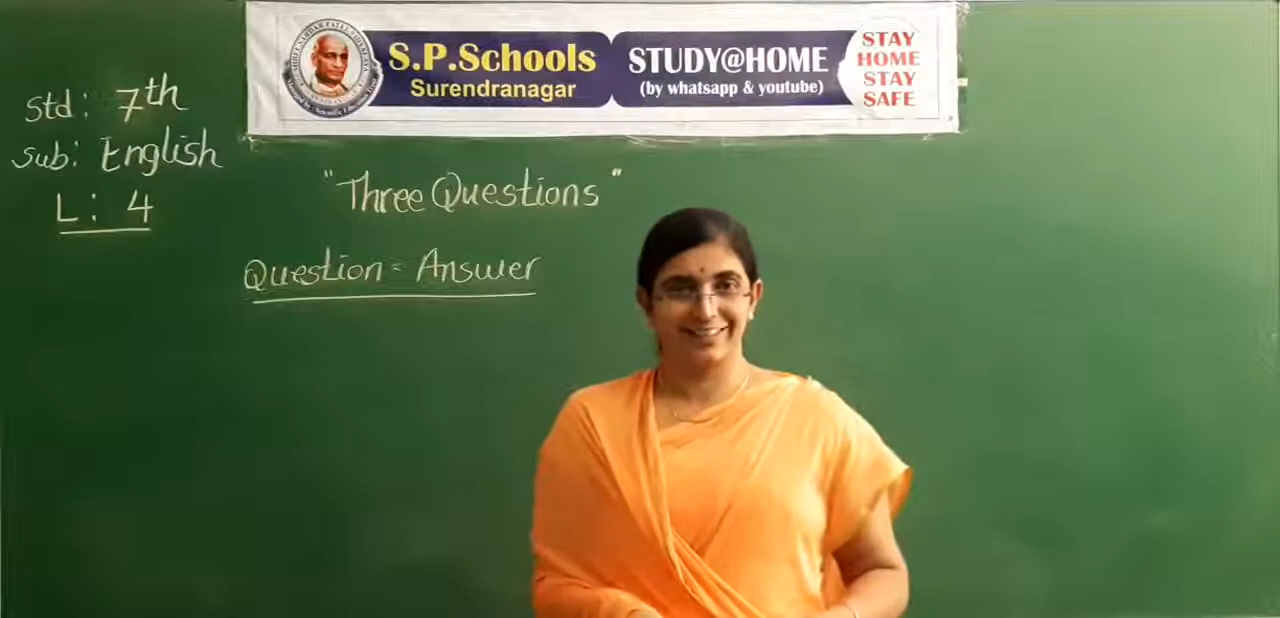 S.P.Schools
Surendranagar
STUDY@HOME
(by whatsapp & youtube)
STAY
HOME
STAY
SAFE
Std: 7th
Sub: English
L: 4
"Three Questions"
Question = Answer